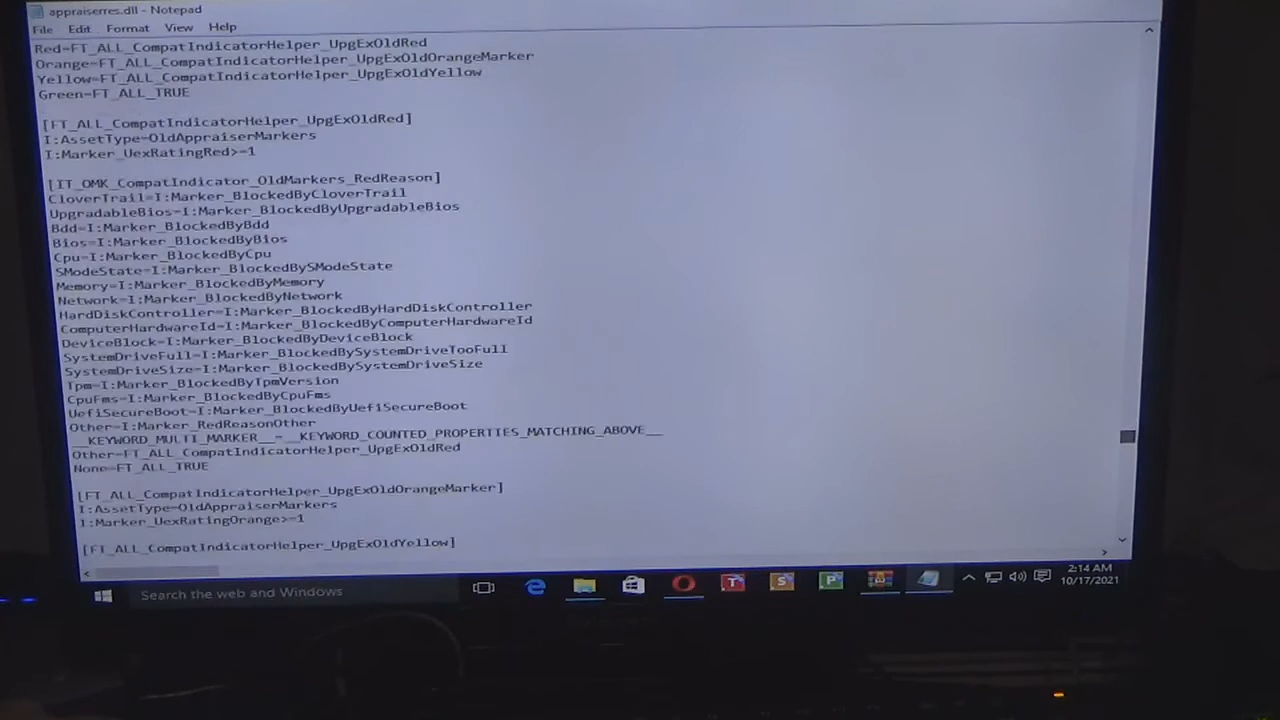 appraiserres.dll - Notepad
File Edit Format View Help
Red=FT_ALL_CompatIndicatorHelper_UpgExOldRed
Orange=FT_ALL_CompatIndicatorHelper_UpgExOldOrangeMarker
Yellow=FT_ALL_CompatIndicatorHelper_UpgExOldYellow
Green=FT_ALL_TRUE
[FT_ALL_CompatIndicatorHelper_UpgExOldRed]
I:AssetType=OldAppraiserMarkers
I:Marker_UexRatingRed>=1
[IT_OMK_CompatIndicator_OldMarkers_RedReason]
CloverTrail=I:Marker_BlockedByCloverTrail
UpgradableBios=I:Marker_BlockedByUpgradableBios
Bdd=I:Marker_BlockedByBdd
Bios=I:Marker_BlockedByBios
Cpu=I:Marker_BlockedByCpu
SModeState=I:Marker_BlockedBySModeState
Memory=I:Marker_BlockedByMemory
Network=I:Marker_BlockedByNetwork
HardDiskController=I:Marker_BlockedByHardDiskController
ComputerHardwareId=I:Marker_BlockedByComputerHardwareId
DeviceBlock=I:Marker_BlockedByDeviceBlock
SystemDriveFull=I:Marker_BlockedBySystemDriveTooFull
SystemDriveSize=I:Marker_BlockedBySystemDriveSize
Tpm=I:Marker_BlockedByTpmVersion
CpuFms=I:Marker_BlockedByCpuFms
UefiSecureBoot=I:Marker_BlockedByUefiSecureBoot
Other=I:Marker_RedReasonOther
__KEYWORD_MULTI_MARKER__=__KEYWORD_COUNTED_PROPERTIES_MATCHING_ABOVE__
Other=FT_ALL_CompatIndicatorHelper_UpgExOldRed
None=FT_ALL_TRUE
[FT_ALL_CompatIndicatorHelper_UpgExOldOrangeMarker]
I:AssetType=OldAppraiserMarkers
I:Marker_UexRatingOrange>=1
[FT_ALL_CompatIndicatorHelper_UpgExOldYellow]
Search the web and Windows
T
S
P
2:14 AM
10/17/2021